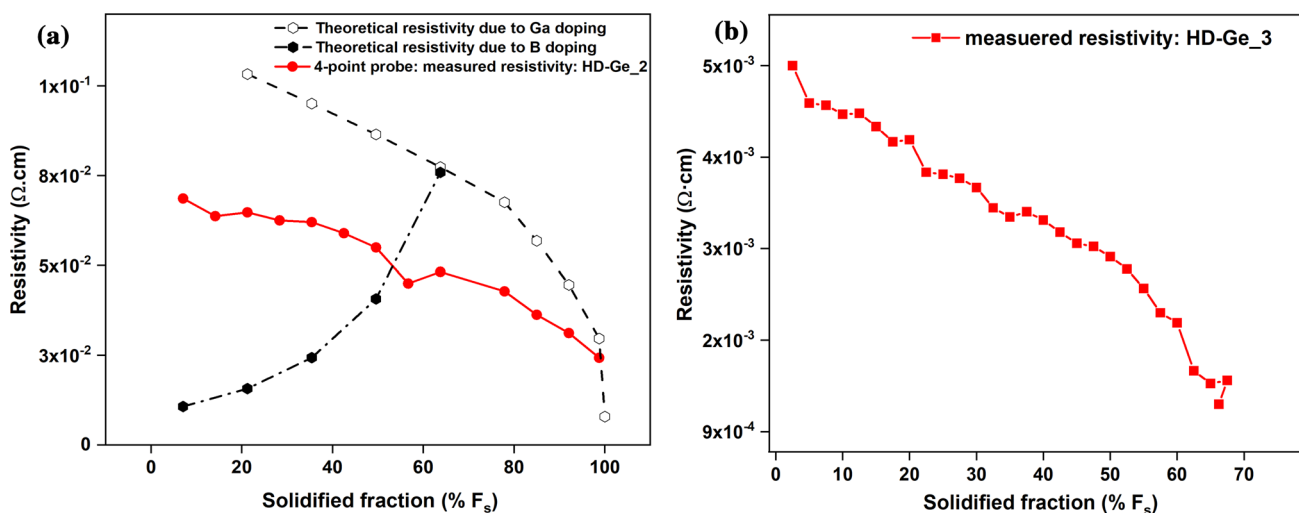 (a)
Theoretical resistivity due to Ga doping
Theoretical resistivity due to B doping
4-point probe: measured resistivity: HD-Ge_2
1x10⁻¹
8x10⁻²
5x10⁻²
3x10⁻²
0
Resistivity (Ω.cm)
0 20 40 60 80 100
Solidified fraction (% Fₛ)
(b)
measuered resistivity: HD-Ge_3
5x10⁻³
4x10⁻³
3x10⁻³
2x10⁻³
9x10⁻⁴
Resistivity (Ω·cm)
0 10 20 30 40 50 60 70
Solidified fraction (% Fₛ)